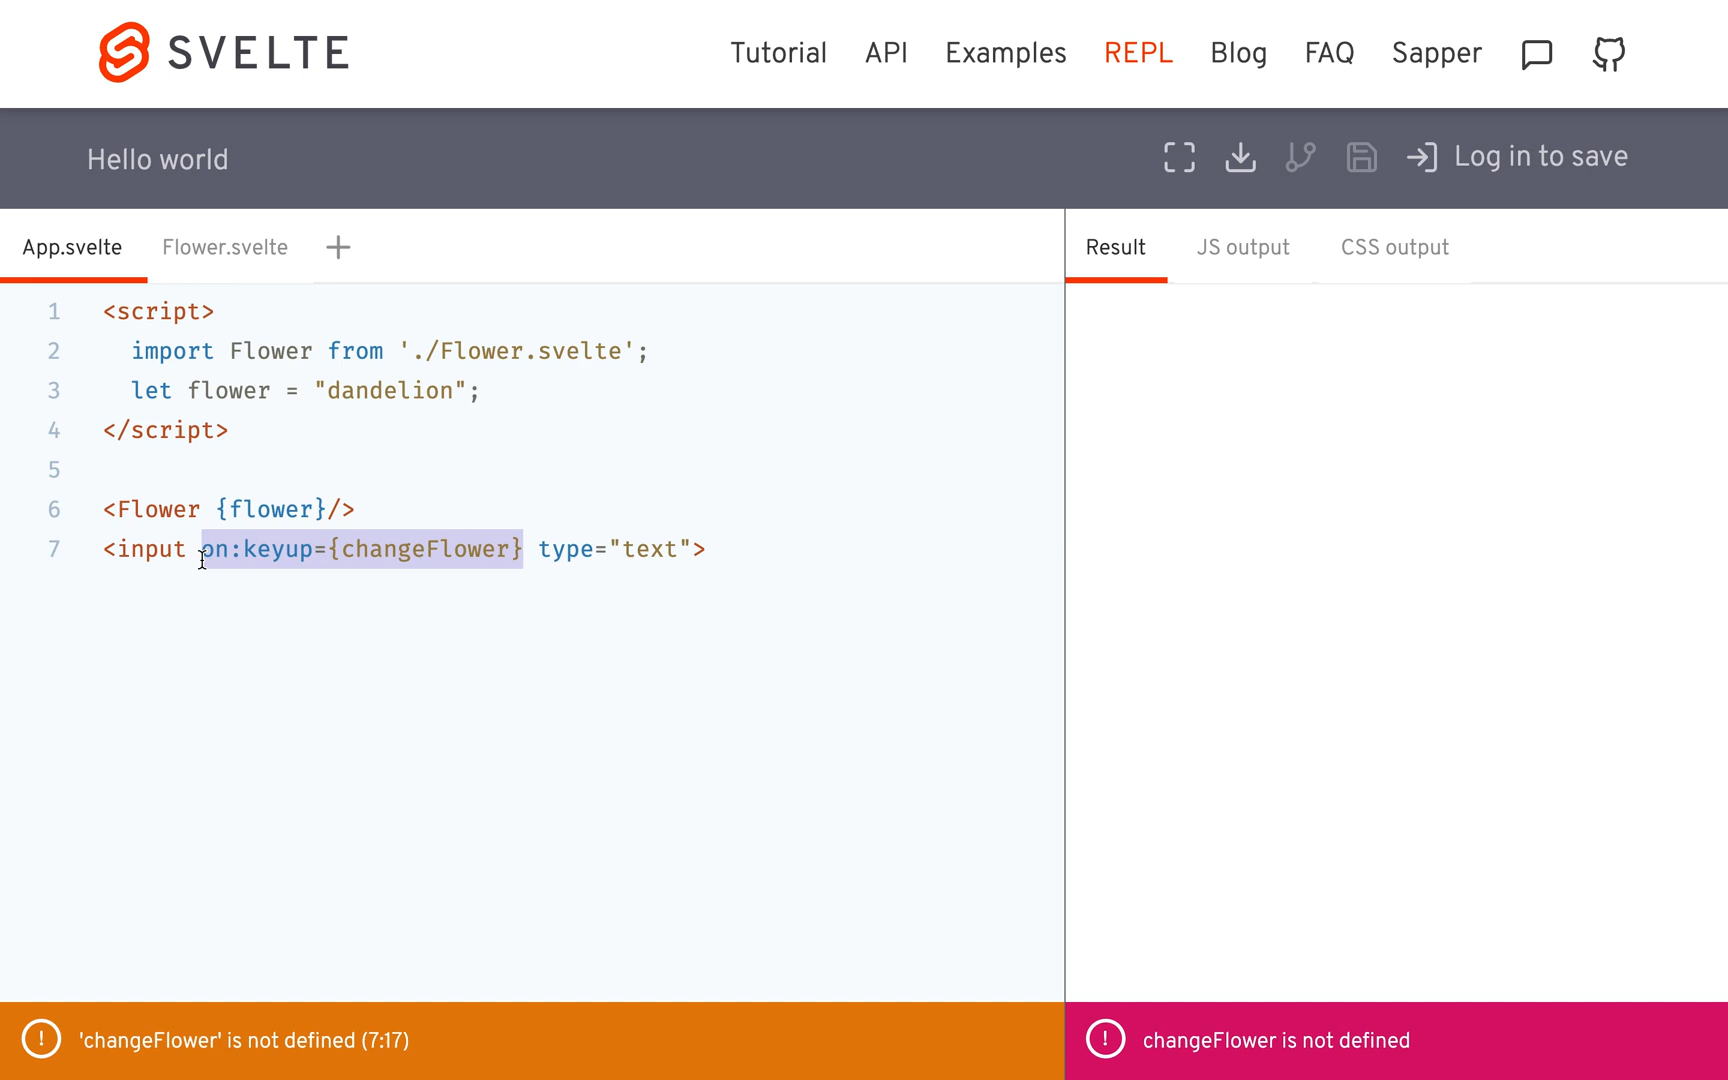 SVELTE
Tutorial API Examples REPL Blog FAQ Sapper
Hello world
Log in to save
App.svelte Flower.svelte +
Result JS output CSS output
1 <script>
2 import Flower from './Flower.svelte';
3 let flower = "dandelion";
4 </script>
5
6 <Flower {flower}/>
7 <input on:keyup={changeFlower} type="text">
! 'changeFlower' is not defined (7:17)
! changeFlower is not defined